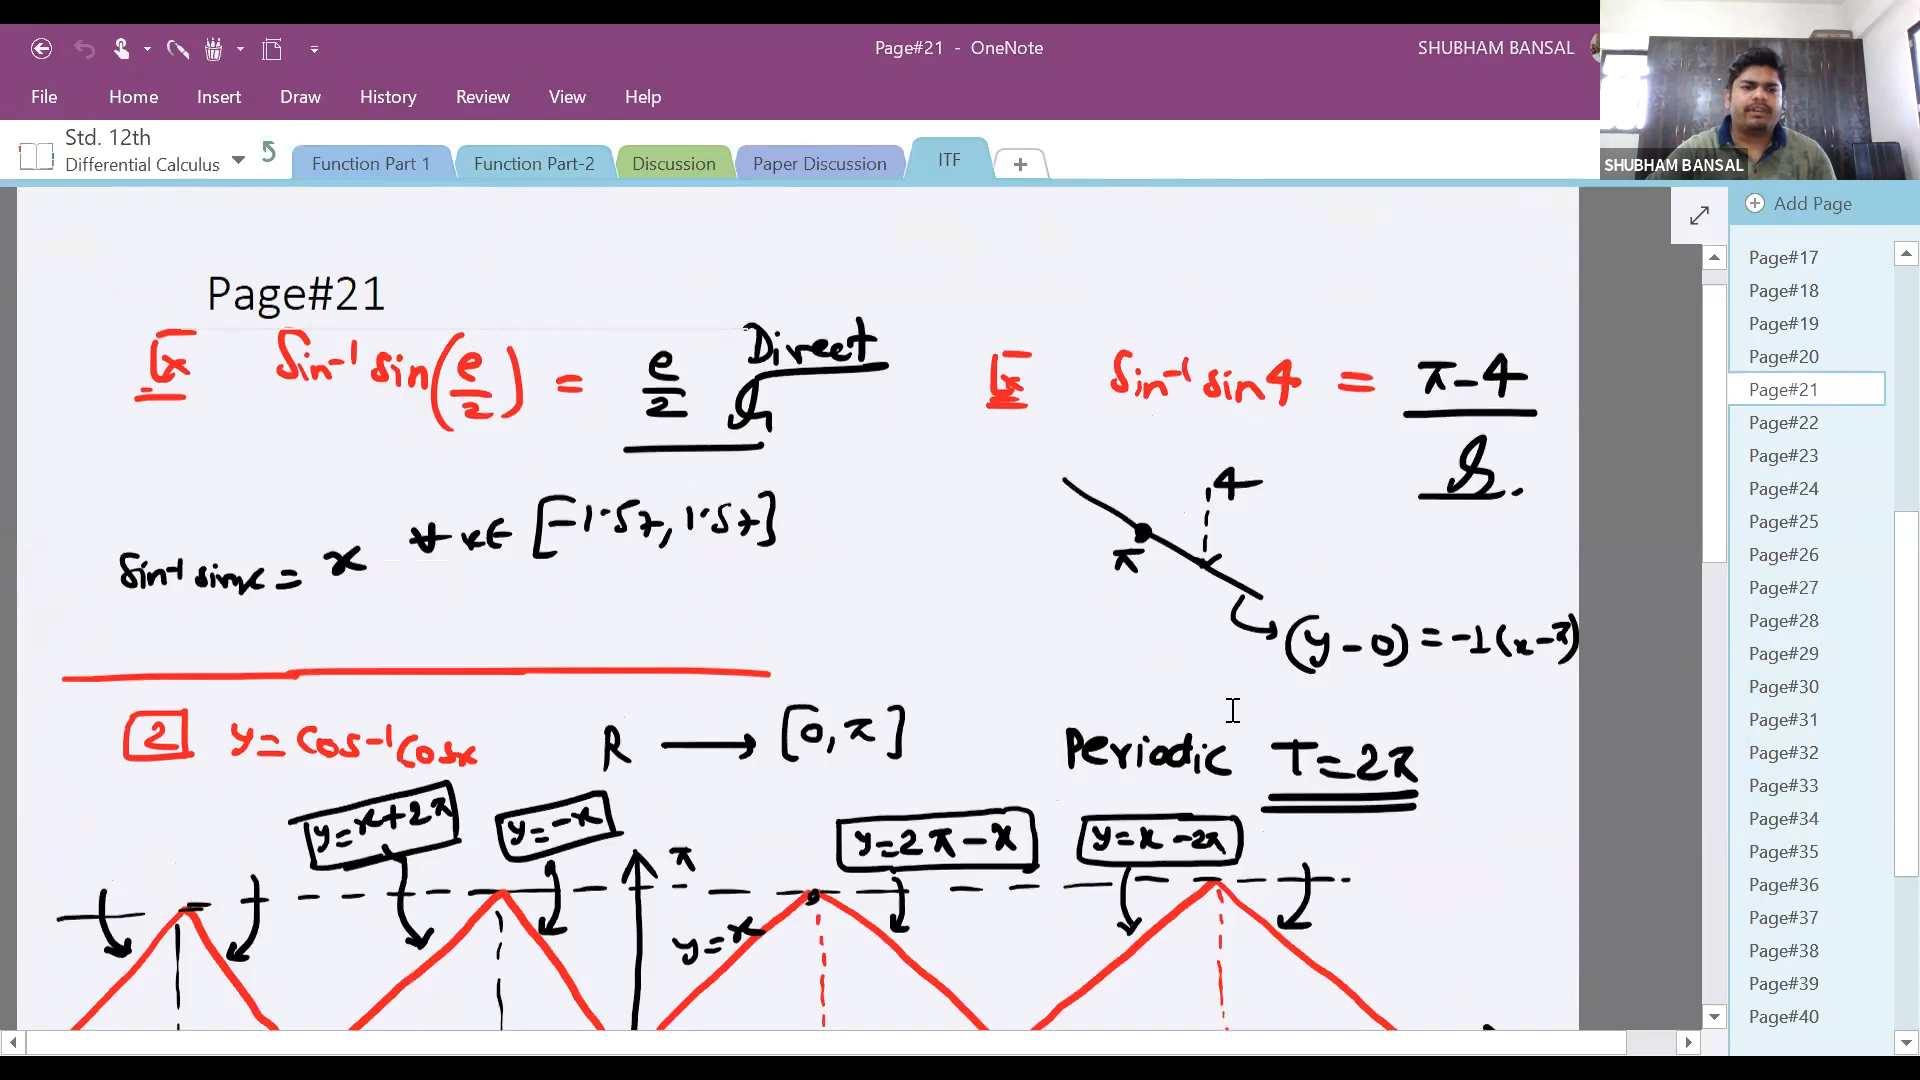 Page#21 - OneNote
SHUBHAM BANSAL
File Home Insert Draw History Review View Help
Std. 12th
Differential Calculus
Function Part 1 Function Part-2 Discussion Paper Discussion ITF +
SHUBHAM BANSAL
Add Page
Page#17
Page#18
Page#19
Page#20
Page#21
Page#22
Page#23
Page#24
Page#25
Page#26
Page#27
Page#28
Page#29
Page#30
Page#31
Page#32
Page#33
Page#34
Page#35
Page#36
Page#37
Page#38
Page#39
Page#40
Page#21
Ex Sin⁻¹ sin(e/2) = e/2 Direct
Ex Sin⁻¹ sin4 = π-4
Sin⁻¹ sinx = x ∀ x∈ [-1.57, 1.57]
4
π
(y-0) = -1(x-π)
2 y = Cos⁻¹Cosx R → [0, π] Periodic T=2π
y=x+2π y=-x π y=2π-x y=x-2π
y=x